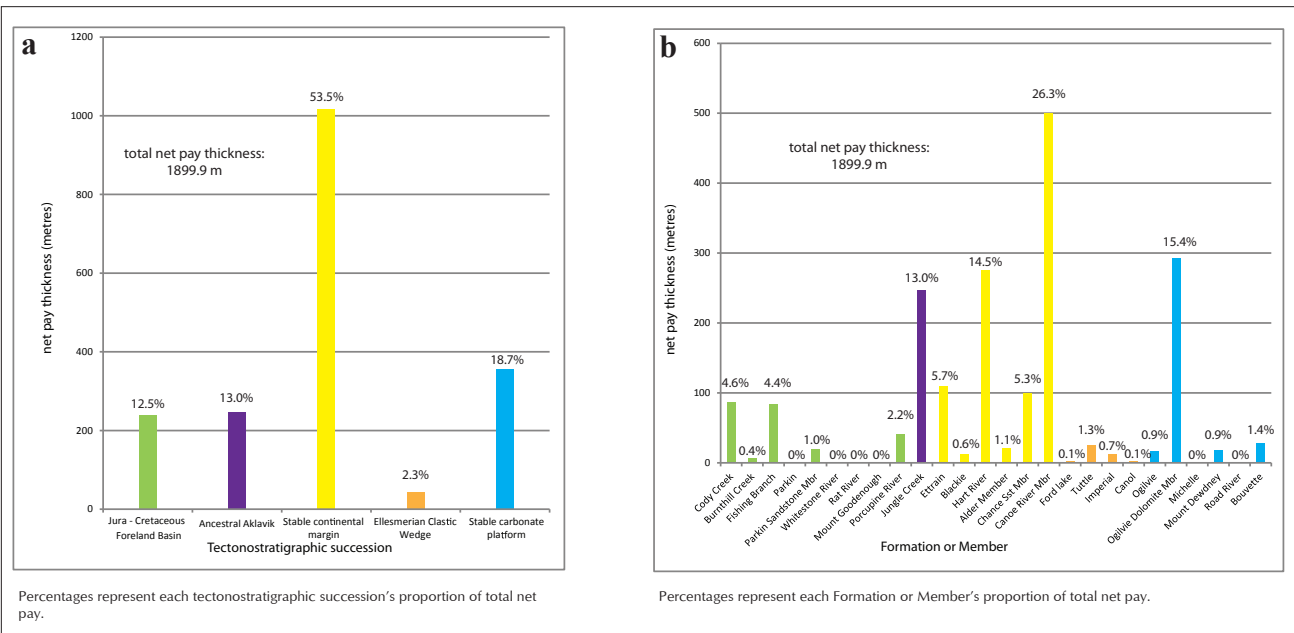 a
1200
1000
800
600
400
200
0
net pay thickness (metres)
total net pay thickness:
1899.9 m
12.5%
13.0%
53.5%
2.3%
18.7%
Jura - Cretaceous
Foreland Basin
Ancestral Aklavik
Stable continental
margin
Ellesmerian Clastic
Wedge
Stable carbonate
platform
Tectonostratigraphic succession
Percentages represent each tectonostratigraphic succession's proportion of total net
pay.
b
600
500
400
300
200
100
0
net pay thickness (metres)
total net pay thickness:
1899.9 m
4.6%
0.4%
4.4%
0%
1.0%
0%
0%
0%
2.2%
13.0%
5.7%
0.6%
14.5%
1.1%
5.3%
26.3%
0.1%
1.3%
0.7%
0.1%
0.9%
15.4%
0%
0.9%
0%
1.4%
Cody Creek
Burnthill Creek
Fishing Branch
Parkin
Parkin Sandstone Mbr
Whitestone River
Rat River
Mount Goodenough
Porcupine River
Jungle Creek
Ettrain
Blackie
Hart River
Alder Member
Chance Sst Mbr
Canoe River Mbr
Ford lake
Tuttle
Imperial
Canol
Ogilvie
Ogilvie Dolomite Mbr
Michelle
Mount Dewdney
Road River
Bouvette
Formation or Member
Percentages represent each Formation or Member's proportion of total net pay.